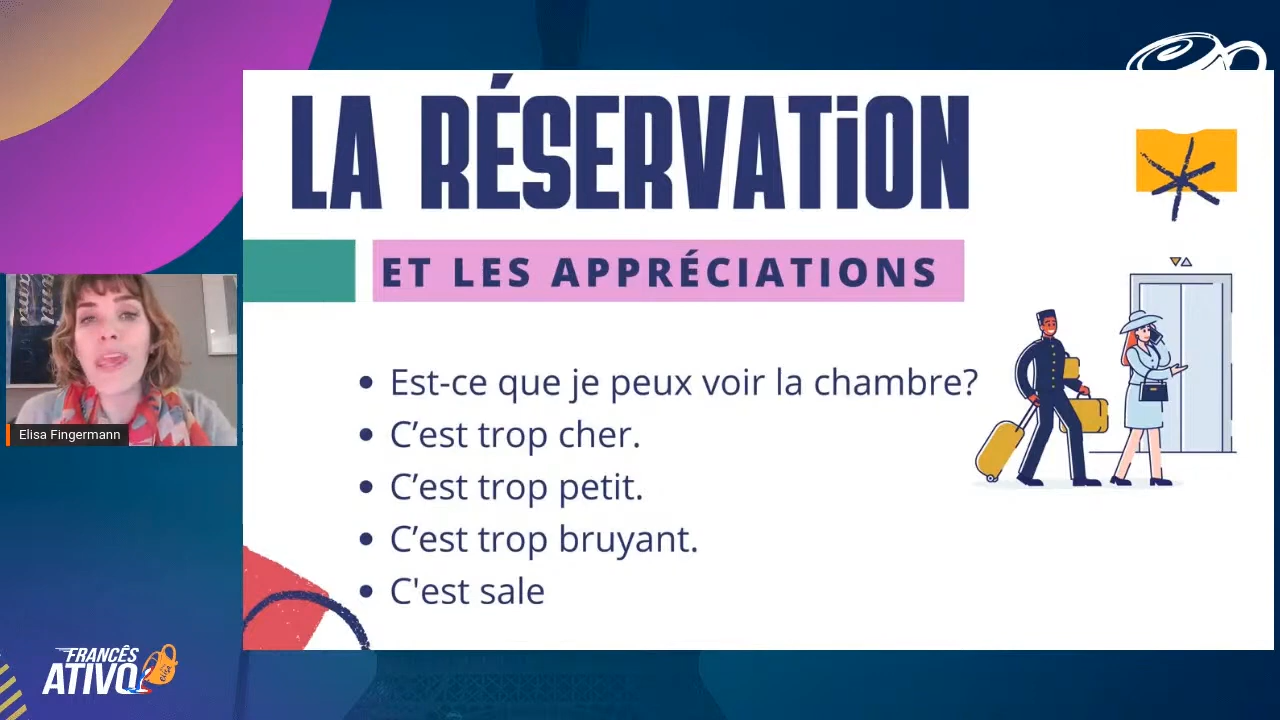 LA RÉSERVATiON
ET LES APPRÉCIATIONS
Est-ce que je peux voir la chambre?
C’est trop cher.
C’est trop petit.
C’est trop bruyant.
C'est sale
Elisa Fingermann
FRANCÊS
ATIVO
elisa